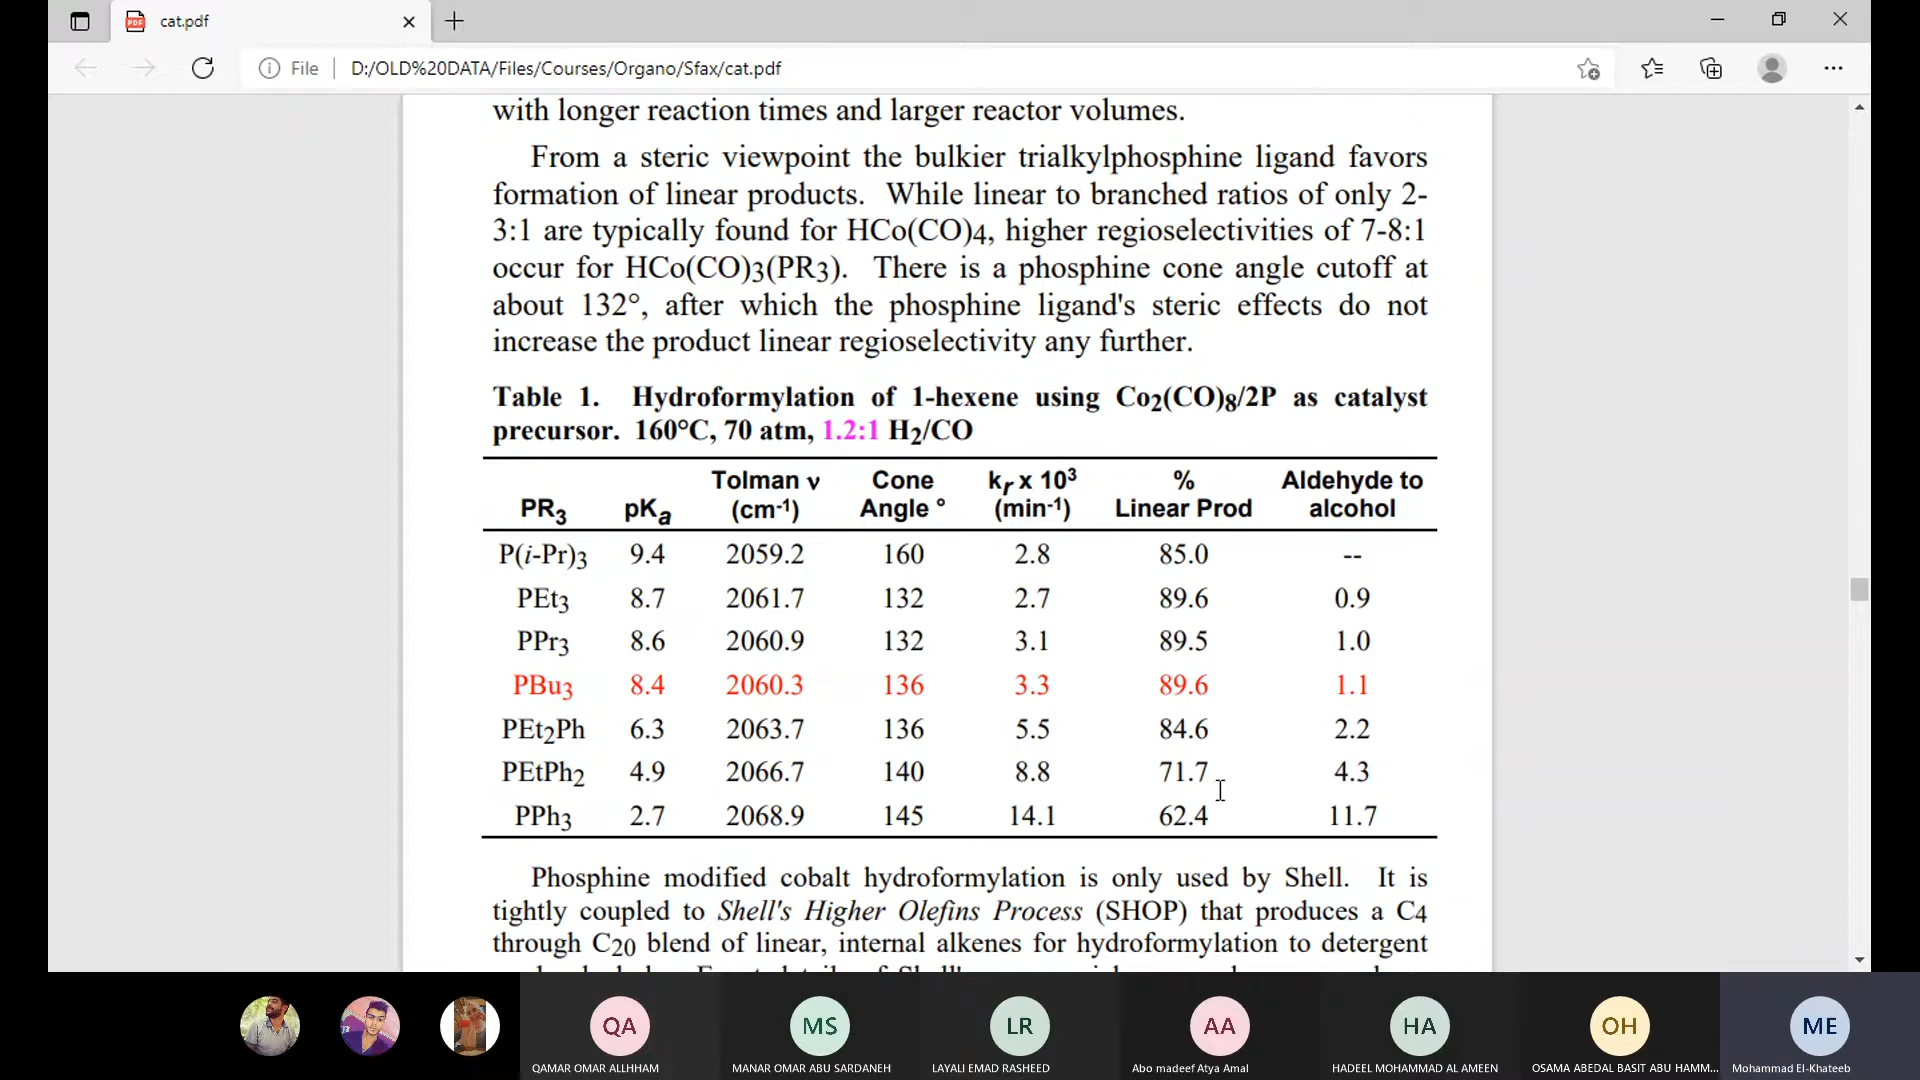 cat.pdf
File D:/OLD%20DATA/Files/Courses/Organo/Sfax/cat.pdf
with longer reaction times and larger reactor volumes.
From a steric viewpoint the bulkier trialkylphosphine ligand favors
formation of linear products. While linear to branched ratios of only 2-
3:1 are typically found for HCo(CO)4, higher regioselectivities of 7-8:1
occur for HCo(CO)3(PR3). There is a phosphine cone angle cutoff at
about 132°, after which the phosphine ligand's steric effects do not
increase the product linear regioselectivity any further.
Table 1. Hydroformylation of 1-hexene using Co2(CO)8/2P as catalyst
precursor. 160°C, 70 atm, 1.2:1 H2/CO
Tolman ν Cone kr x 10³ % Aldehyde to
PR3 pKa (cm-1) Angle ° (min-1) Linear Prod alcohol
P(i-Pr)3 9.4 2059.2 160 2.8 85.0 --
PEt3 8.7 2061.7 132 2.7 89.6 0.9
PPr3 8.6 2060.9 132 3.1 89.5 1.0
PBu3 8.4 2060.3 136 3.3 89.6 1.1
PEt2Ph 6.3 2063.7 136 5.5 84.6 2.2
PEtPh2 4.9 2066.7 140 8.8 71.7 4.3
PPh3 2.7 2068.9 145 14.1 62.4 11.7
Phosphine modified cobalt hydroformylation is only used by Shell. It is
tightly coupled to Shell's Higher Olefins Process (SHOP) that produces a C4
through C20 blend of linear, internal alkenes for hydroformylation to detergent
QA MS LR AA HA OH ME
QAMAR OMAR ALLHHAM MANAR OMAR ABU SARDANEH LAYALI EMAD RASHEED Abo madeef Atya Amal HADEEL MOHAMMAD AL AMEEN OSAMA ABEDAL BASIT ABU HAMM... Mohammad El-Khateeb